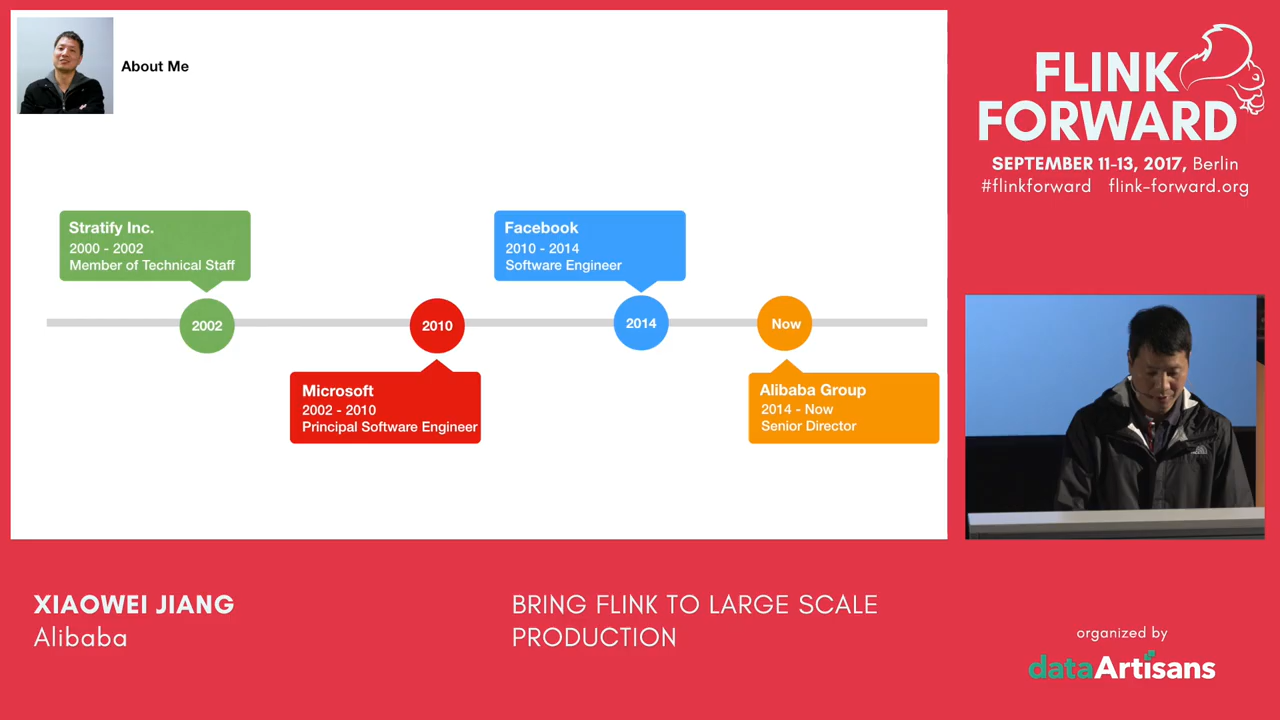 About Me
Stratify Inc.
2000 - 2002
Member of Technical Staff
Facebook
2010 - 2014
Software Engineer
2002
2010
2014
Now
Microsoft
2002 - 2010
Principal Software Engineer
Alibaba Group
2014 - Now
Senior Director
FLINK
FORWARD
SEPTEMBER 11-13, 2017, Berlin
#flinkforward flink-forward.org
XIAOWEI JIANG
Alibaba
BRING FLINK TO LARGE SCALE
PRODUCTION
organized by
dataArtisans